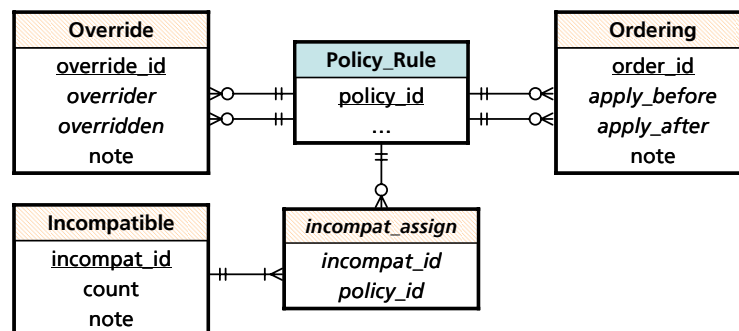 Override
override_id
overrider
overridden
note
Policy_Rule
policy_id
...
Ordering
order_id
apply_before
apply_after
note
Incompatible
incompat_id
count
note
incompat_assign
incompat_id
policy_id